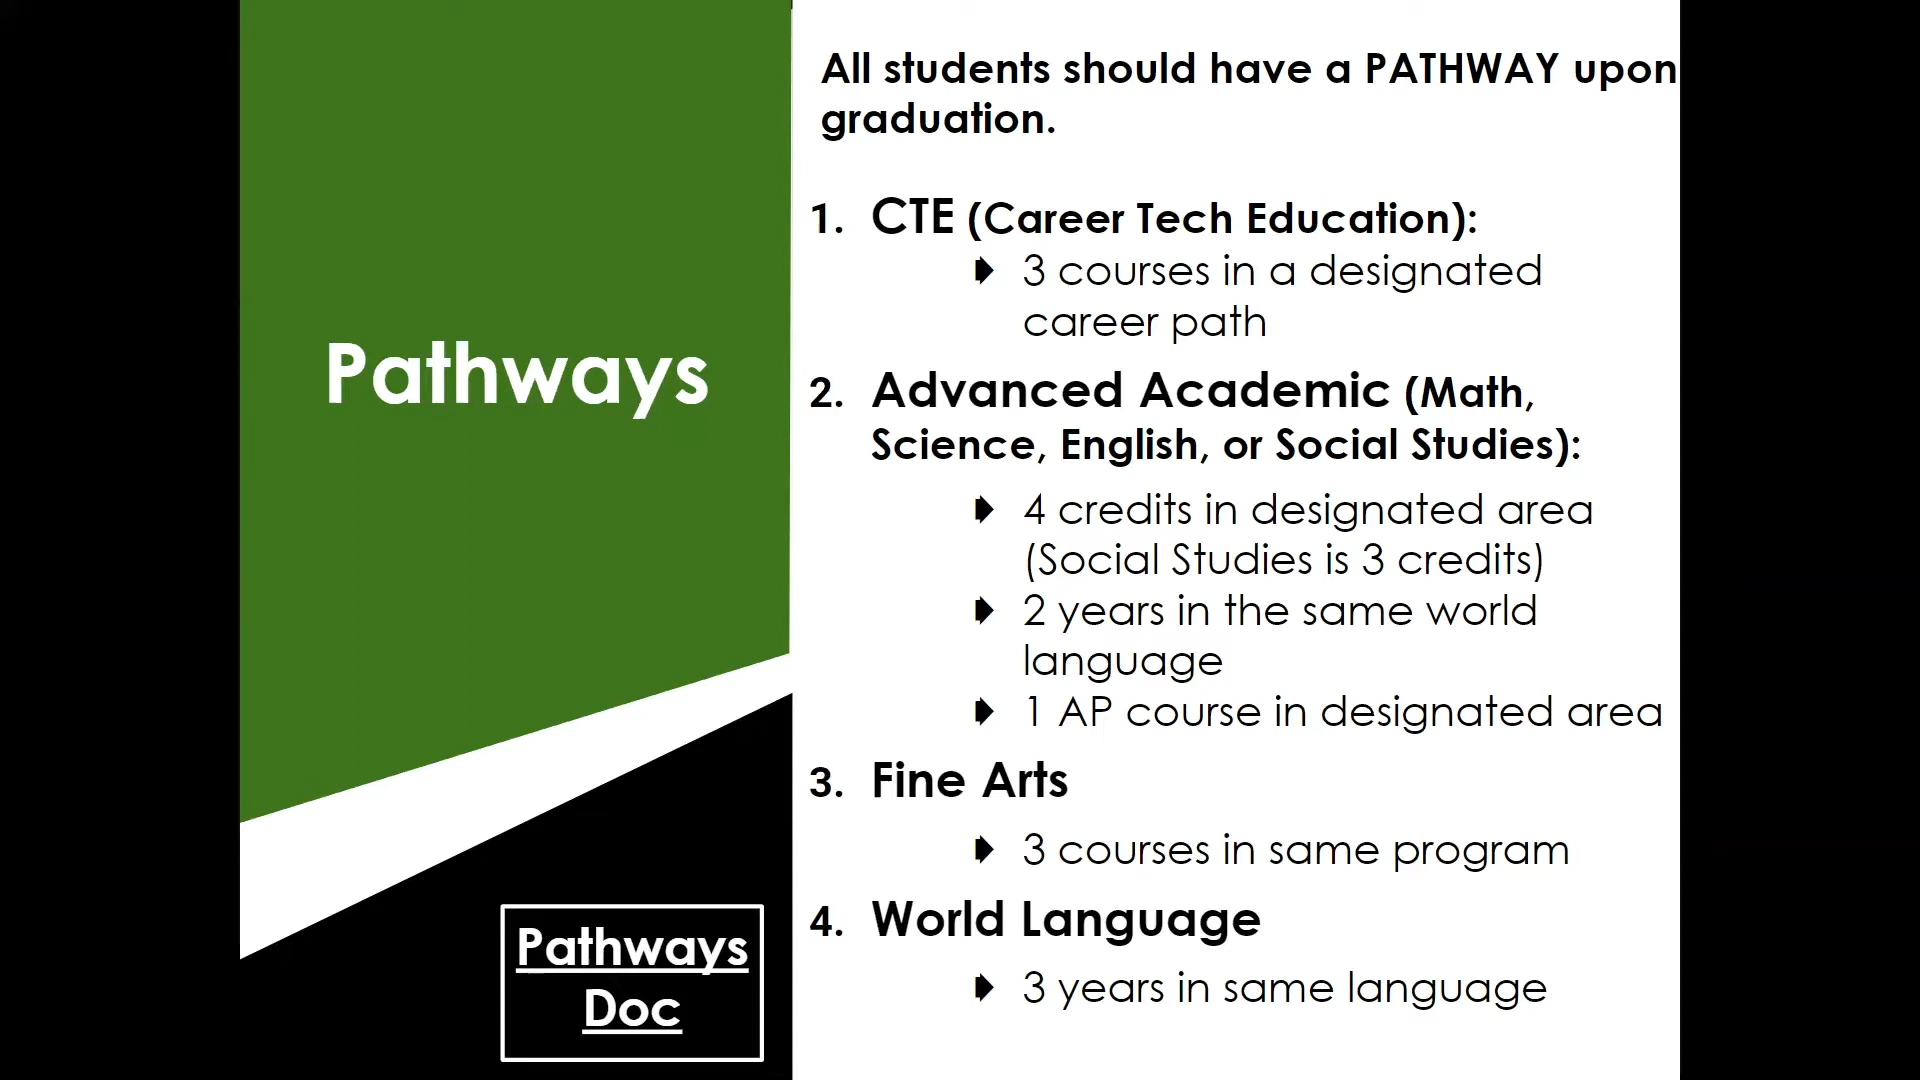 Pathways
Pathways
Doc
All students should have a PATHWAY upon
graduation.
1. CTE (Career Tech Education):
3 courses in a designated
career path
2. Advanced Academic (Math,
Science, English, or Social Studies):
4 credits in designated area
(Social Studies is 3 credits)
2 years in the same world
language
1 AP course in designated area
3. Fine Arts
3 courses in same program
4. World Language
3 years in same language